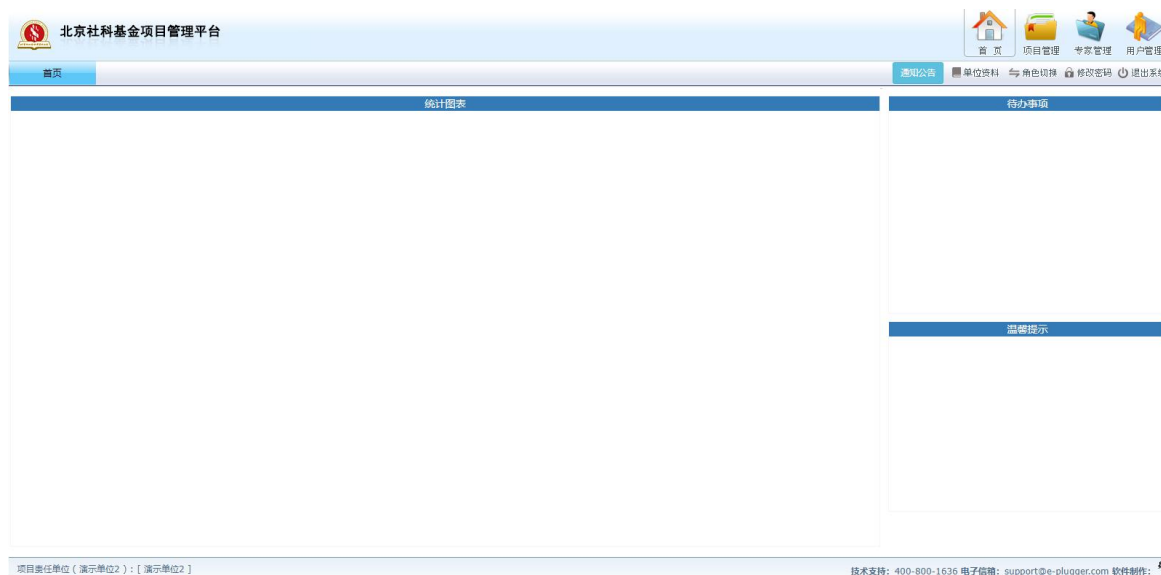 北京社科基金项目管理平台
首 页 项目管理 专家管理 用户管理
首页 通知公告 单位资料 角色切换 修改密码 退出系统
统计图表 待办事项
温馨提示
项目责任单位（演示单位2）：[ 演示单位2 ] 技术支持：400-800-1636 电子信箱：support@e-plugger.com 软件制作：